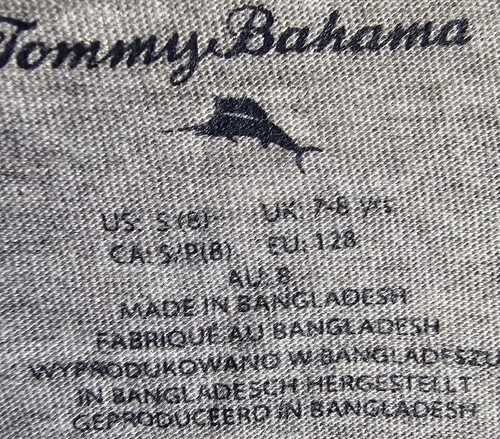 Tommy Bahama
US: S (8) UK: 7-8 yrs
CA: S/P(8) EU: 128
AU: 8
MADE IN BANGLADESH
FABRIQUÉ AU BANGLADESH
WYPRODUKOWANO W BANGLADESZU
IN BANGLADESCH HERGESTELLT
GEPRODUCEERD IN BANGLADESH